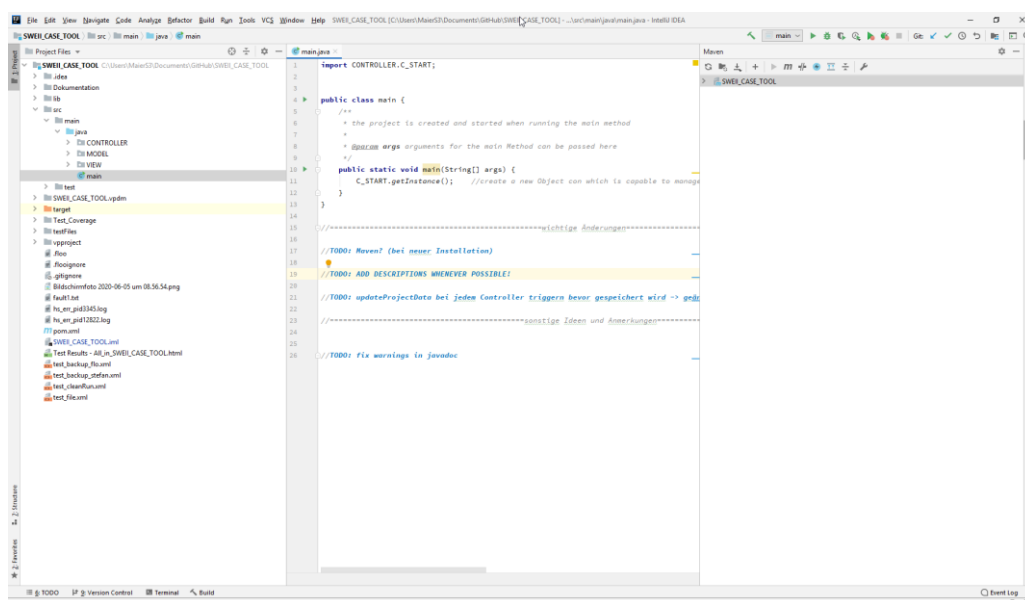 File Edit View Navigate Code Analyze Refactor Build Run Tools VCS Window Help SWEII_CASE_TOOL [C:\Users\MaierS3\Documents\GitHub\SWEII_CASE_TOOL] - ...\src\main\java\main.java - IntelliJ IDEA
SWEII_CASE_TOOL src main java main
main Git:
1: Project
Project Files
SWEII_CASE_TOOL C:\Users\MaierS3\Documents\GitHub\SWEII_CASE_TOOL
.idea
Dokumentation
lib
src
main
java
CONTROLLER
MODEL
VIEW
main
test
SWEII_CASE_TOOL.vpdm
target
Test_Coverage
testFiles
vpproject
.floo
.flooignore
.gitignore
Bildschirmfoto 2020-06-05 um 08.56.54.png
fault1.txt
hs_err_pid3345.log
hs_err_pid12822.log
pom.xml
SWEII_CASE_TOOL.iml
Test Results - All_in_SWEII_CASE_TOOL.html
test_backup_flo.xml
test_backup_stefan.xml
test_cleanRun.xml
test_file.xml
main.java
1 import CONTROLLER.C_START;
2
3
4 public class main {
5 /**
6 * the project is created and started when running the main method
7 *
8 * @param args arguments for the main Method can be passed here
9 */
10 public static void main(String[] args) {
11 C_START.getInstance(); //create a new Object con which is capable to manage
12 }
13 }
14
15 //=====wichtige Änderungen=====
16
17 //TODO: Maven? (bei neuer Installation)
18
19 //TODO: ADD DESCRIPTIONS WHENEVER POSSIBLE!
20
21 //TODO: updateProjectData bei jedem Controller triggern bevor gespeichert wird ->
22
23 //=====sonstige Ideen und Anmerkungen=====
24
25
26 //TODO: fix warnings in javadoc
Maven
SWEII_CASE_TOOL
2: Structure
2: Favorites
6: TODO 9: Version Control Terminal Build
Event Log